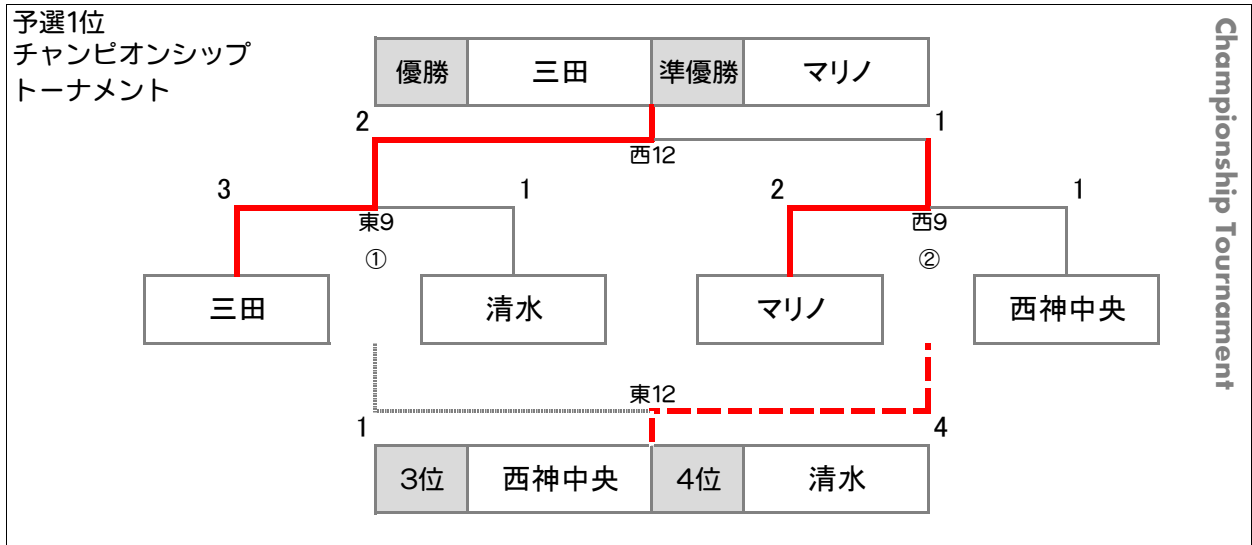 予選1位
チャンピオンシップ
トーナメント
Championship Tournament
優勝 三田 準優勝 マリノ
2 1
西12
3 1 2 1
東9 西9
① ②
三田 清水 マリノ 西神中央
東12
1 4
3位 西神中央 4位 清水